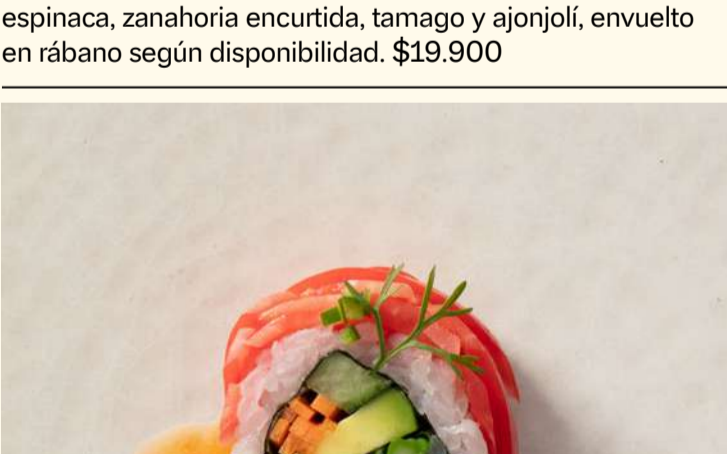 espinaca, zanahoria encurtida, tamago y ajonjolí, envuelto
en rábano según disponibilidad. $19.900